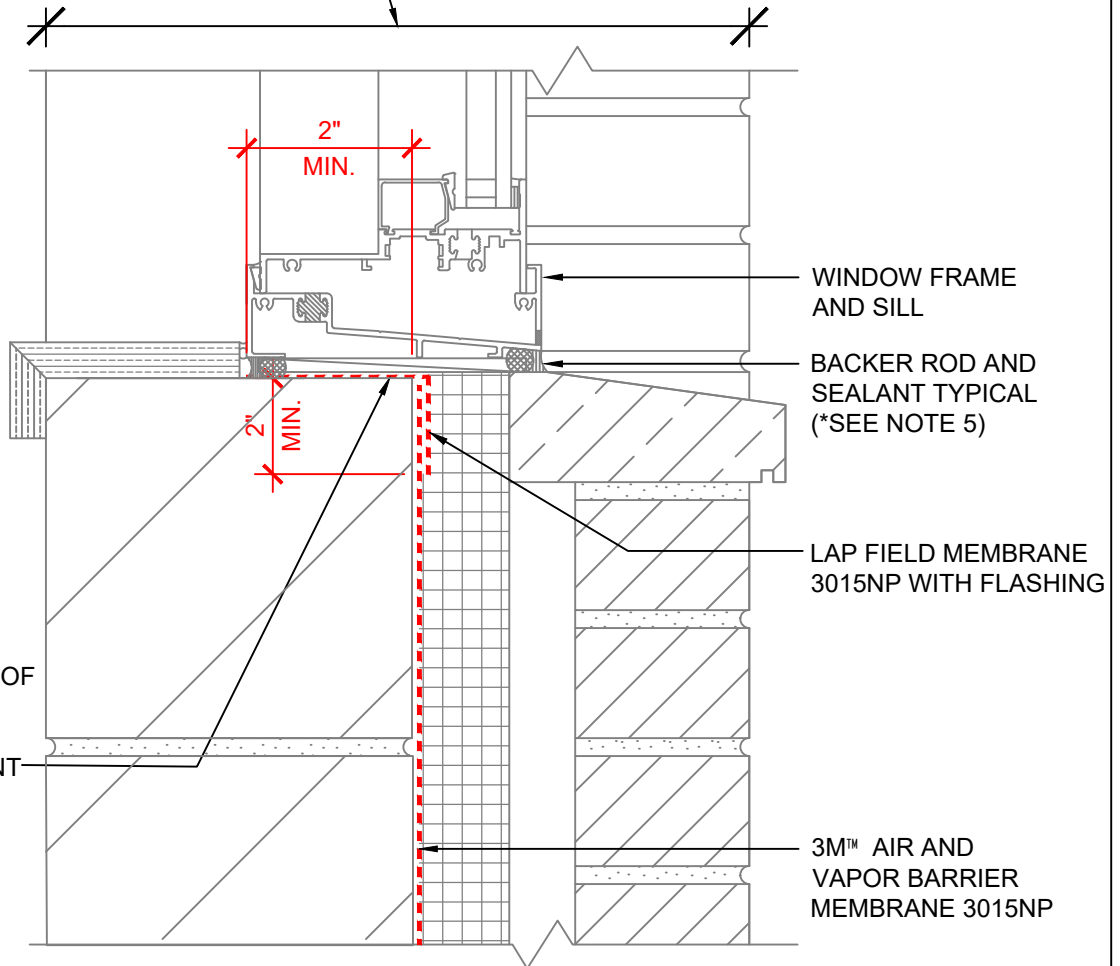 2"
MIN.
WINDOW FRAME
AND SILL
BACKER ROD AND
SEALANT TYPICAL
(*SEE NOTE 5)
2"
MIN.
LAP FIELD MEMBRANE
3015NP WITH FLASHING
OF
NT
3M™ AIR AND
VAPOR BARRIER
MEMBRANE 3015NP